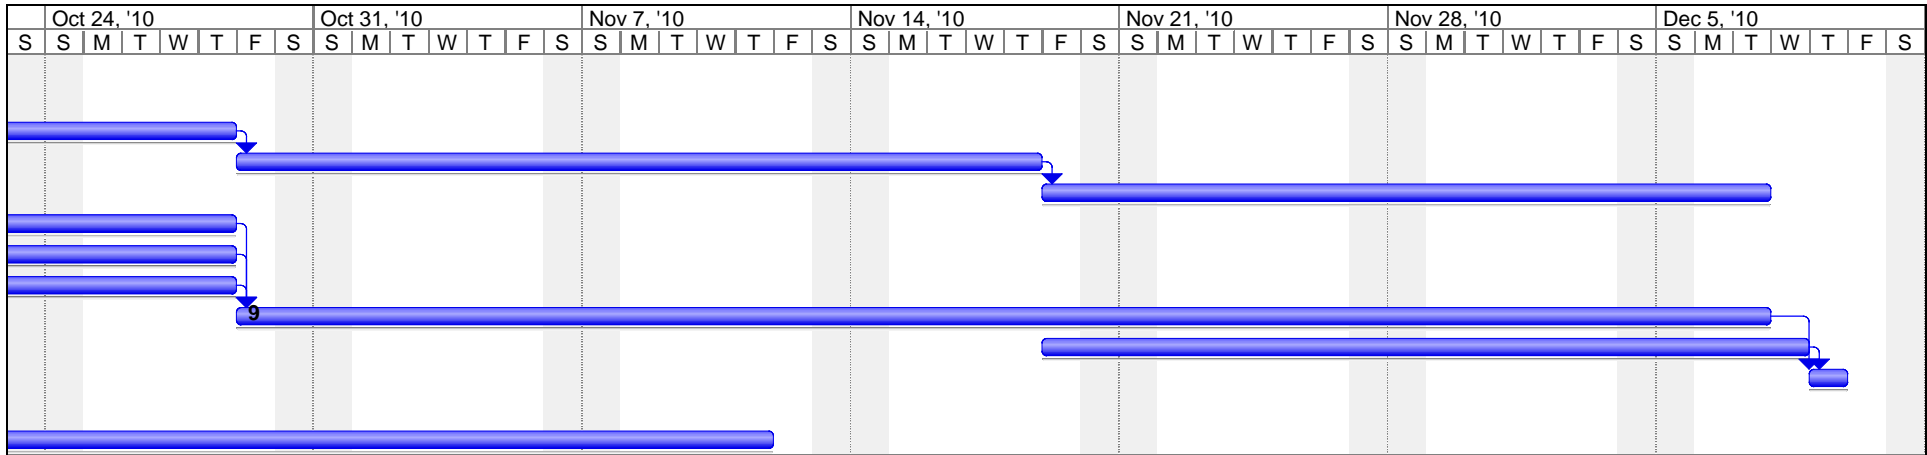 Oct 24, '10 Oct 31, '10 Nov 7, '10 Nov 14, '10 Nov 21, '10 Nov 28, '10 Dec 5, '10
S S M T W T F S S M T W T F S S M T W T F S S M T W T F S S M T W T F S S M T W T F S S M T W T F S
9